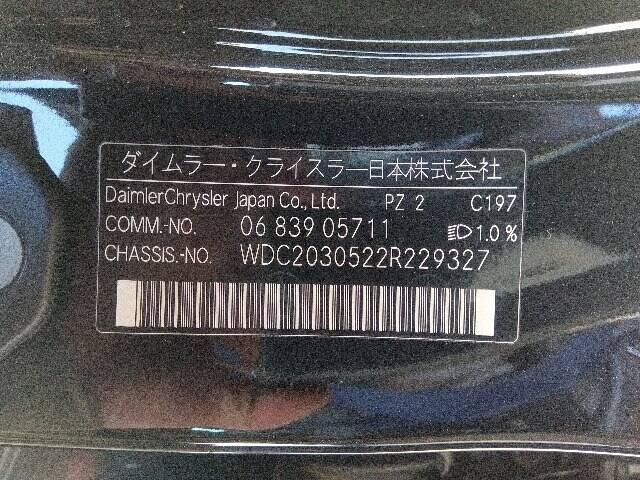 ダイムラー・クライスラー日本株式会社
DaimlerChrysler Japan Co., Ltd. PZ 2 C197
COMM.-NO. 06 839 05711 1.0 %
CHASSIS.-NO. WDC2030522R229327